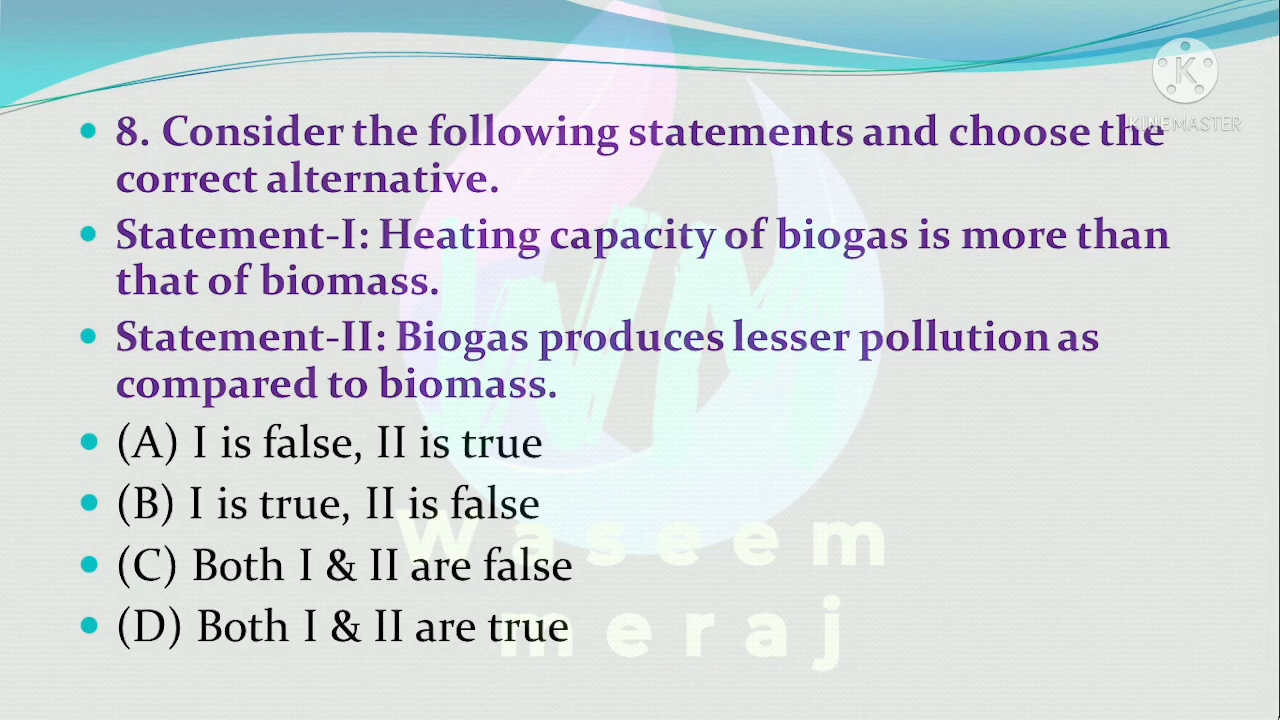 8. Consider the following statements and choose the
correct alternative.
Statement-I: Heating capacity of biogas is more than
that of biomass.
Statement-II: Biogas produces lesser pollution as
compared to biomass.
(A) I is false, II is true
(B) I is true, II is false
(C) Both I & II are false
(D) Both I & II are true
K
KINEMASTER
WM
Waseem
meraj